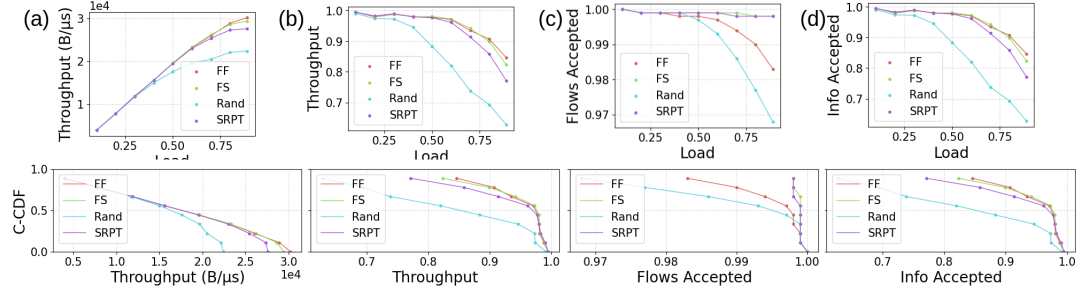 (a)
(b)
(c)
(d)
Throughput (B/μs)
1e4
3
1
0.25
0.50
0.75
Load
FF
FS
Rand
SRPT
Throughput
1.0
0.9
0.8
0.7
0.25
0.50
0.75
Load
FF
FS
Rand
SRPT
Flows Accepted
1.00
0.99
0.98
0.97
0.25
0.50
0.75
Load
FF
FS
Rand
SRPT
Info Accepted
1.0
0.9
0.8
0.7
0.25
0.50
0.75
Load
FF
FS
Rand
SRPT
C-CDF
1.0
0.5
0.0
FF
FS
Rand
SRPT
0.5
1.0
1.5
2.0
2.5
3.0
1e4
Throughput (B/μs)
FF
FS
Rand
SRPT
0.7
0.8
0.9
1.0
Throughput
FF
FS
Rand
SRPT
0.97
0.98
0.99
1.00
Flows Accepted
FF
FS
Rand
SRPT
0.7
0.8
0.9
1.0
Info Accepted